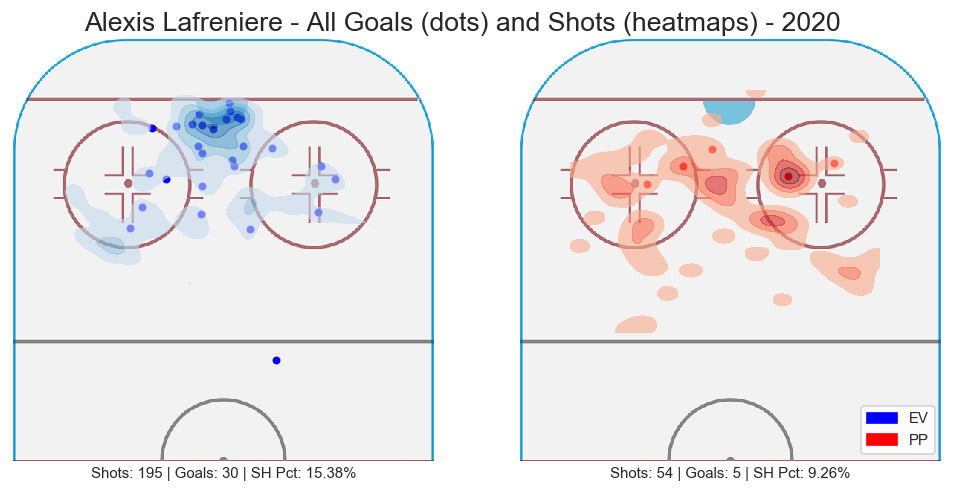 Alexis Lafreniere - All Goals (dots) and Shots (heatmaps) - 2020
EV
PP
Shots: 195 | Goals: 30 | SH Pct: 15.38%
Shots: 54 | Goals: 5 | SH Pct: 9.26%